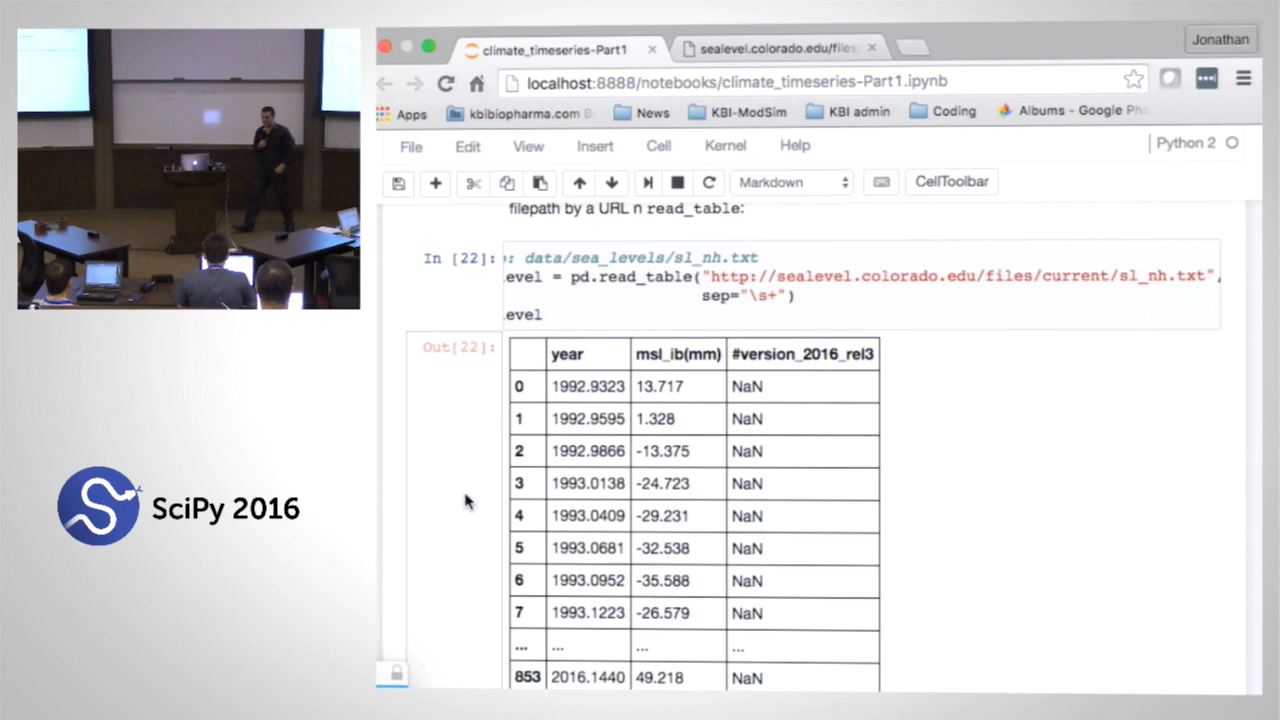 climate_timeseries-Part1
sealevel.colorado.edu/files
Jonathan
localhost:8888/notebooks/climate_timeseries-Part1.ipynb
Apps kbibiopharma.com News KBI-ModSim KBI admin Coding Albums - Google
File Edit View Insert Cell Kernel Help Python 2
Markdown CellToolbar
filepath by a URL n read_table:
In [22]: : data/sea_levels/sl_nh.txt
evel = pd.read_table("http://sealevel.colorado.edu/files/current/sl_nh.txt",
sep="\s+")
evel
Out[22]:
year msl_ib(mm) #version_2016_rel3
0 1992.9323 13.717 NaN
1 1992.9595 1.328 NaN
2 1992.9866 -13.375 NaN
3 1993.0138 -24.723 NaN
4 1993.0409 -29.231 NaN
5 1993.0681 -32.538 NaN
6 1993.0952 -35.588 NaN
7 1993.1223 -26.579 NaN
... ... ... ...
853 2016.1440 49.218 NaN
SciPy 2016